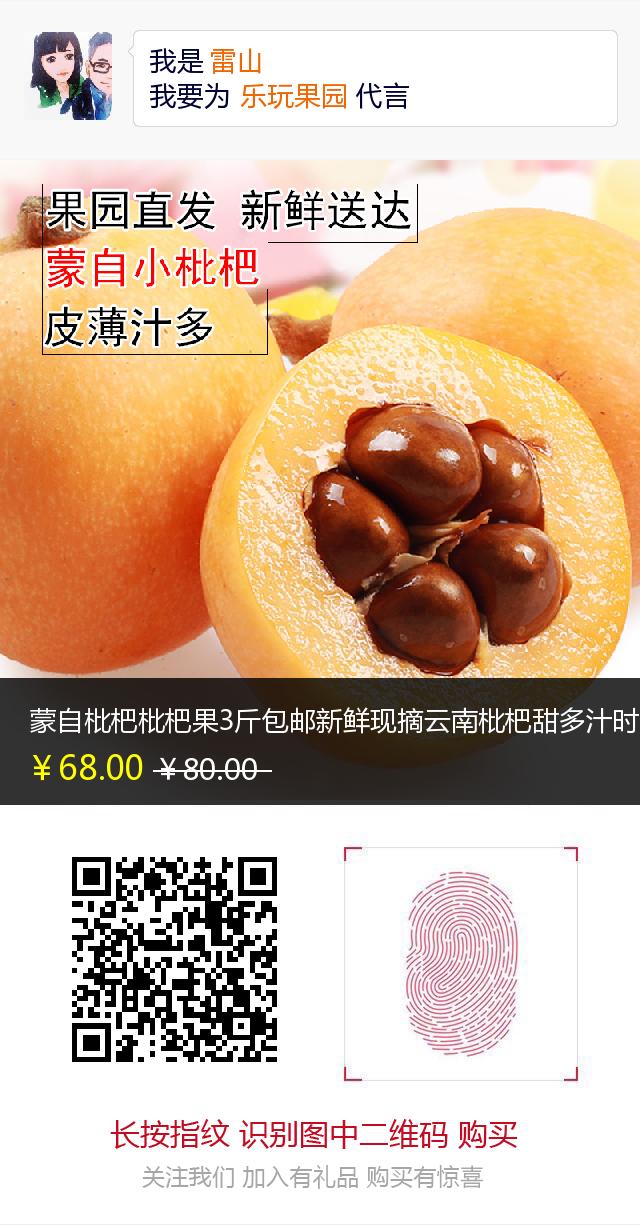 我是 雷山
我要为 乐玩果园 代言
果园直发 新鲜送达
蒙自小枇杷
皮薄汁多
蒙自枇杷枇杷果3斤包邮新鲜现摘云南枇杷甜多汁时
￥68.00 ￥80.00
长按指纹 识别图中二维码 购买
关注我们 加入有礼品 购买有惊喜